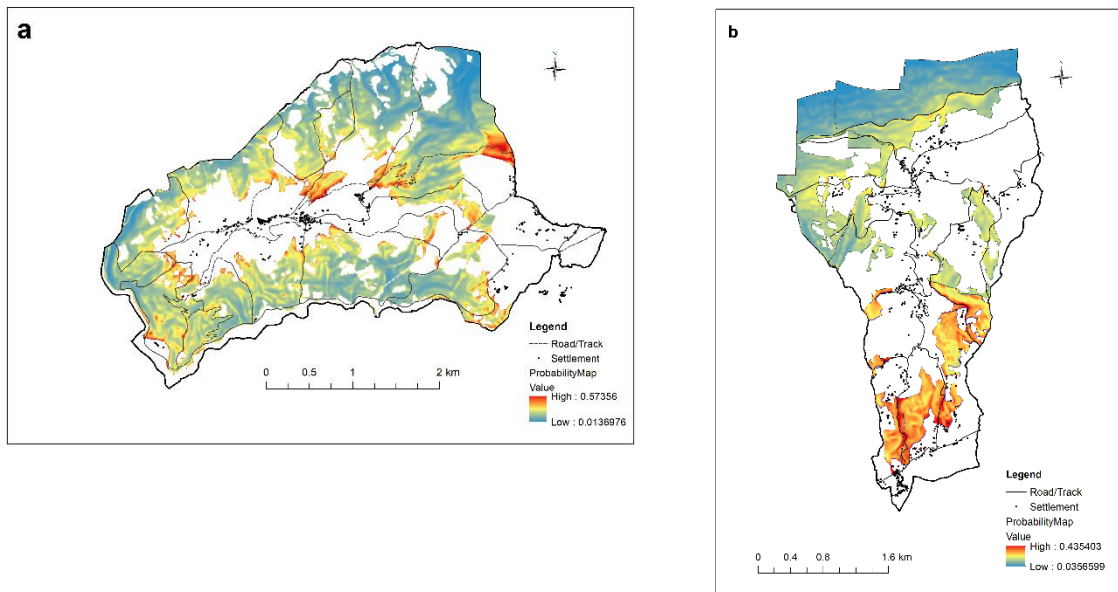 a
Legend
Road/Track
Settlement
ProbabilityMap
Value
High : 0.57356
Low : 0.0136976
0 0.5 1 2 km
b
Legend
Road/Track
Settlement
ProbabilityMap
Value
High : 0.435403
Low : 0.0356599
0 0.4 0.8 1.6 km